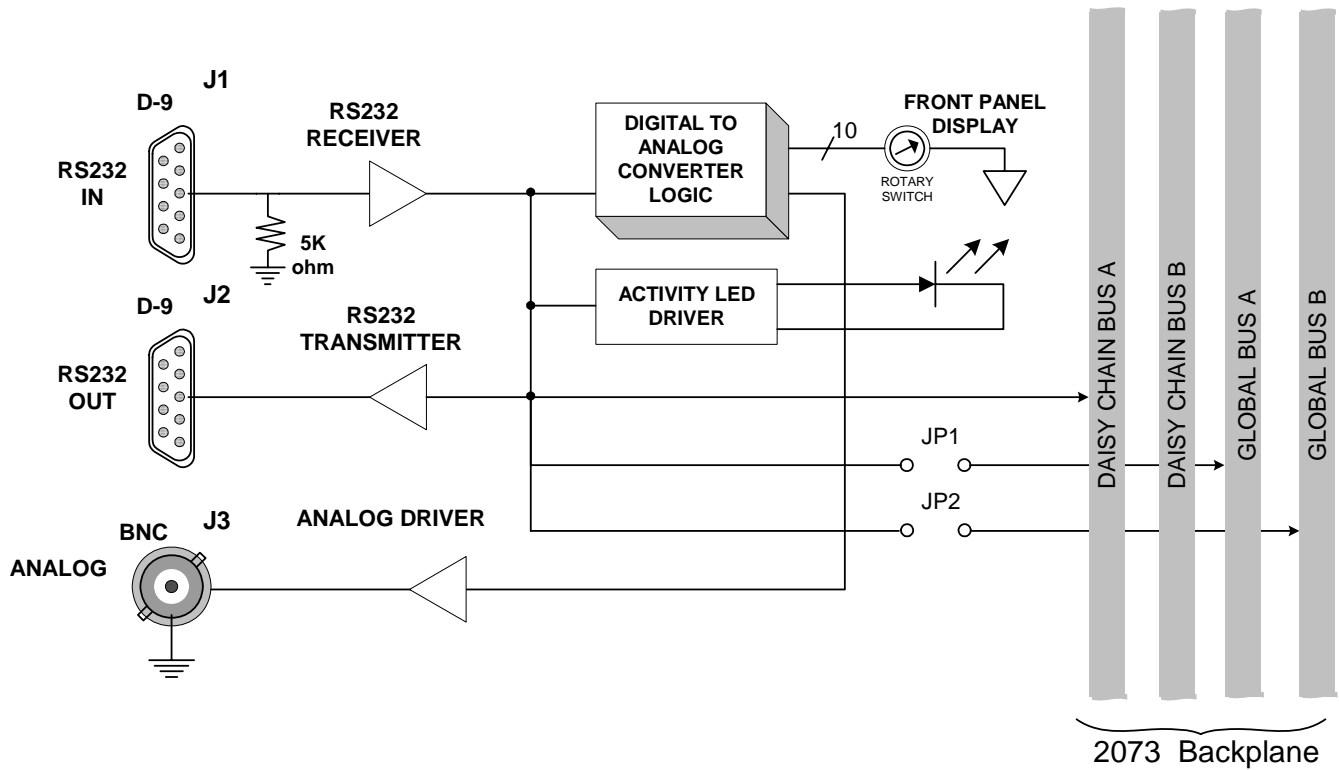 J1
D-9
RS232
IN
RS232
RECEIVER
5K
ohm
DIGITAL TO
ANALOG
CONVERTER
LOGIC
10
FRONT PANEL
DISPLAY
ROTARY
SWITCH
J2
D-9
RS232
OUT
RS232
TRANSMITTER
ACTIVITY LED
DRIVER
JP1
JP2
J3
BNC
ANALOG
ANALOG DRIVER
DAISY CHAIN BUS A
DAISY CHAIN BUS B
GLOBAL BUS A
GLOBAL BUS B
2073 Backplane